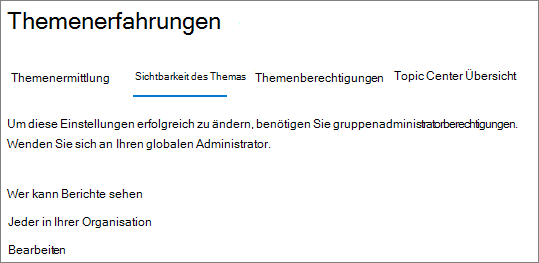 Themenerfahrungen
Themenermittlung Sichtbarkeit des Themas Themenberechtigungen Topic Center Übersicht
Um diese Einstellungen erfolgreich zu ändern, benötigen Sie gruppenadministratorberechtigungen.
Wenden Sie sich an Ihren globalen Administrator.
Wer kann Berichte sehen
Jeder in Ihrer Organisation
Bearbeiten